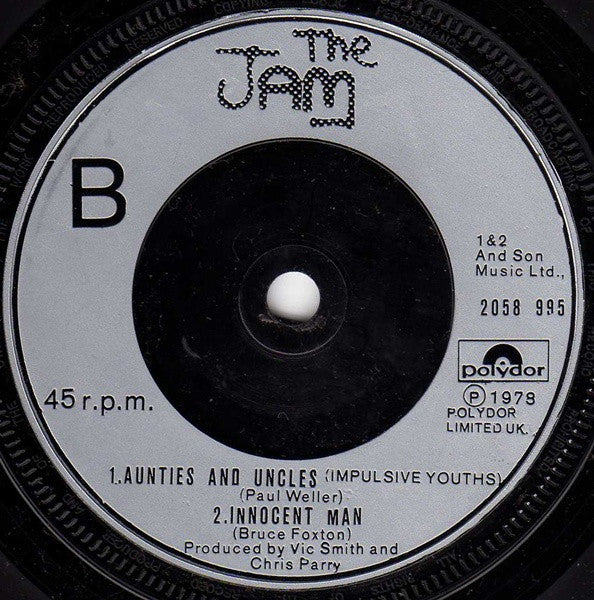 The
JAM
B
1&2
And Son
Music Ltd.,
2058 995
polydor
℗ 1978
POLYDOR
LIMITED UK.
45 r.p.m.
1.AUNTIES AND UNCLES (IMPULSIVE YOUTHS)
(Paul Weller)
2.INNOCENT MAN
(Bruce Foxton)
Produced by Vic Smith and
Chris Parry